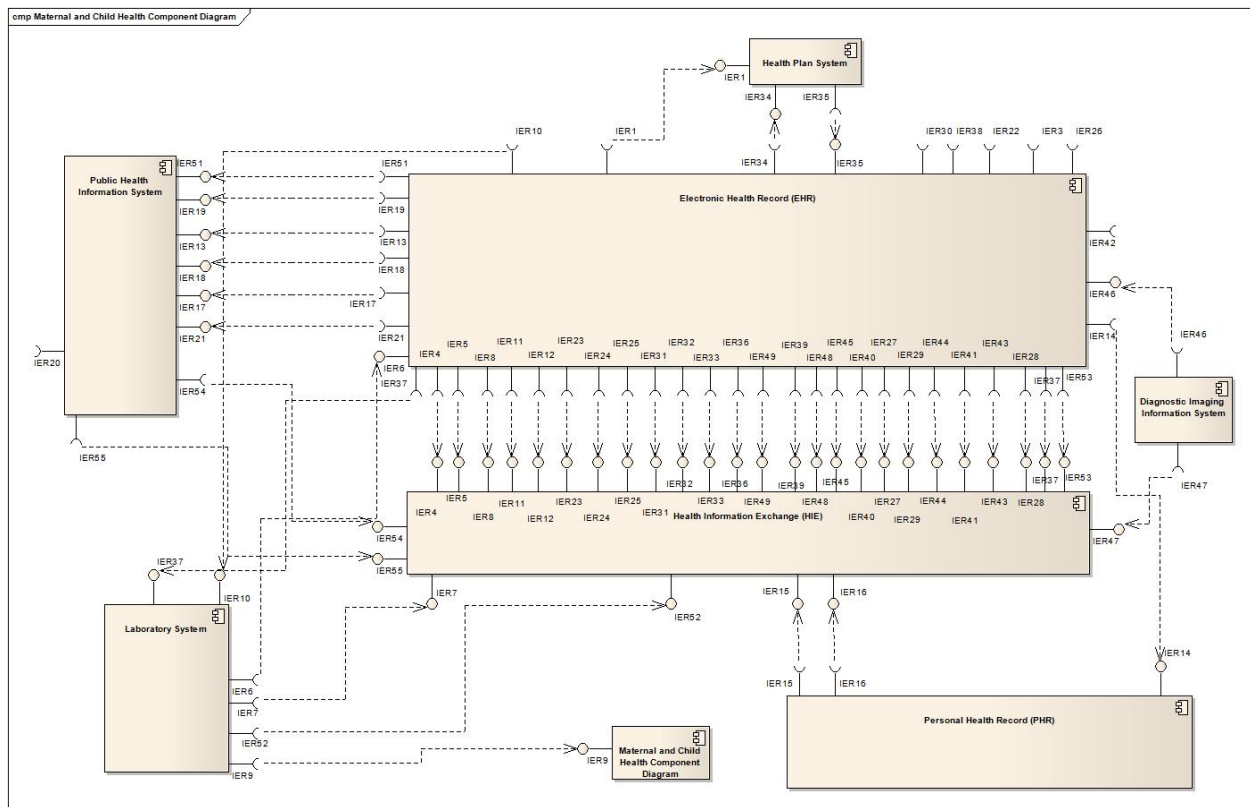 cmp Maternal and Child Health Component Diagram
Health Plan System
IER1
IER34
IER35
IER10
IER1
IER30
IER38
IER22
IER3
IER26
IER34
IER35
Public Health
Information System
IER51
IER51
IER19
IER19
IER13
IER13
IER18
IER18
IER17
IER17
IER21
IER21
IER20
IER54
IER55
Electronic Health Record (EHR)
IER42
IER46
IER14
IER46
IER6
IER37
IER4
IER5
IER8
IER11
IER12
IER23
IER24
IER25
IER31
IER32
IER33
IER36
IER49
IER39
IER48
IER45
IER40
IER27
IER29
IER44
IER41
IER43
IER28
IER37
IER53
Diagnostic Imaging
Information System
IER47
IER4
IER5
IER8
IER11
IER12
IER23
IER24
IER25
IER31
IER32
IER33
IER36
IER49
IER39
IER48
IER45
IER40
IER27
IER29
IER44
IER41
IER43
IER28
IER37
IER53
Health Information Exchange (HIE)
IER54
IER55
IER47
IER7
IER52
IER15
IER16
IER37
IER10
Laboratory System
IER6
IER7
IER52
IER9
IER9
Maternal and Child
Health Component
Diagram
IER15
IER16
IER14
Personal Health Record (PHR)